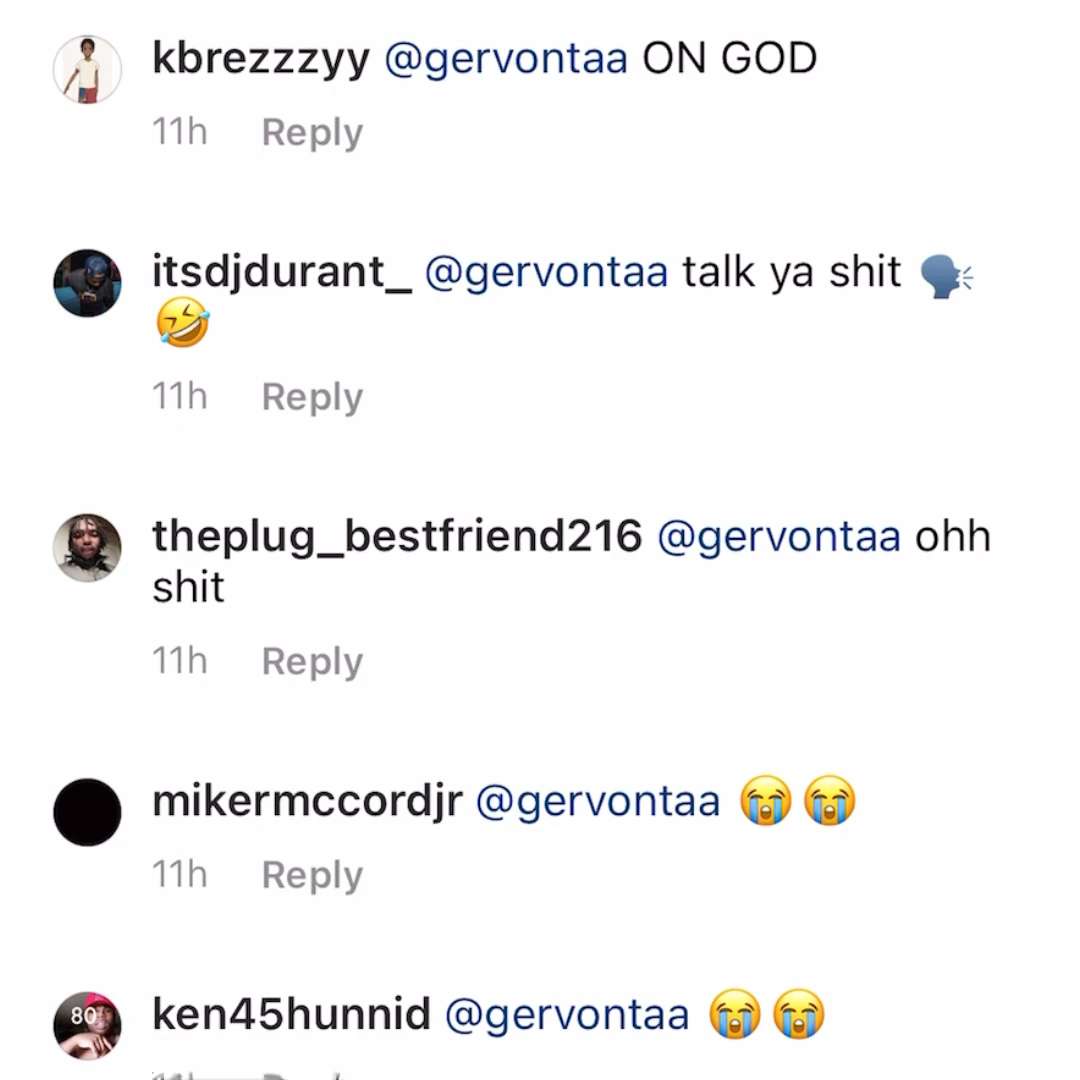 kbrezzzyy @gervontaa ON GOD
11h Reply
itsdjdurant_ @gervontaa talk ya shit 🗣️
🤣
11h Reply
theplug_bestfriend216 @gervontaa ohh
shit
11h Reply
mikermccordjr @gervontaa 😭😭
11h Reply
80
ken45hunnid @gervontaa 😭😭